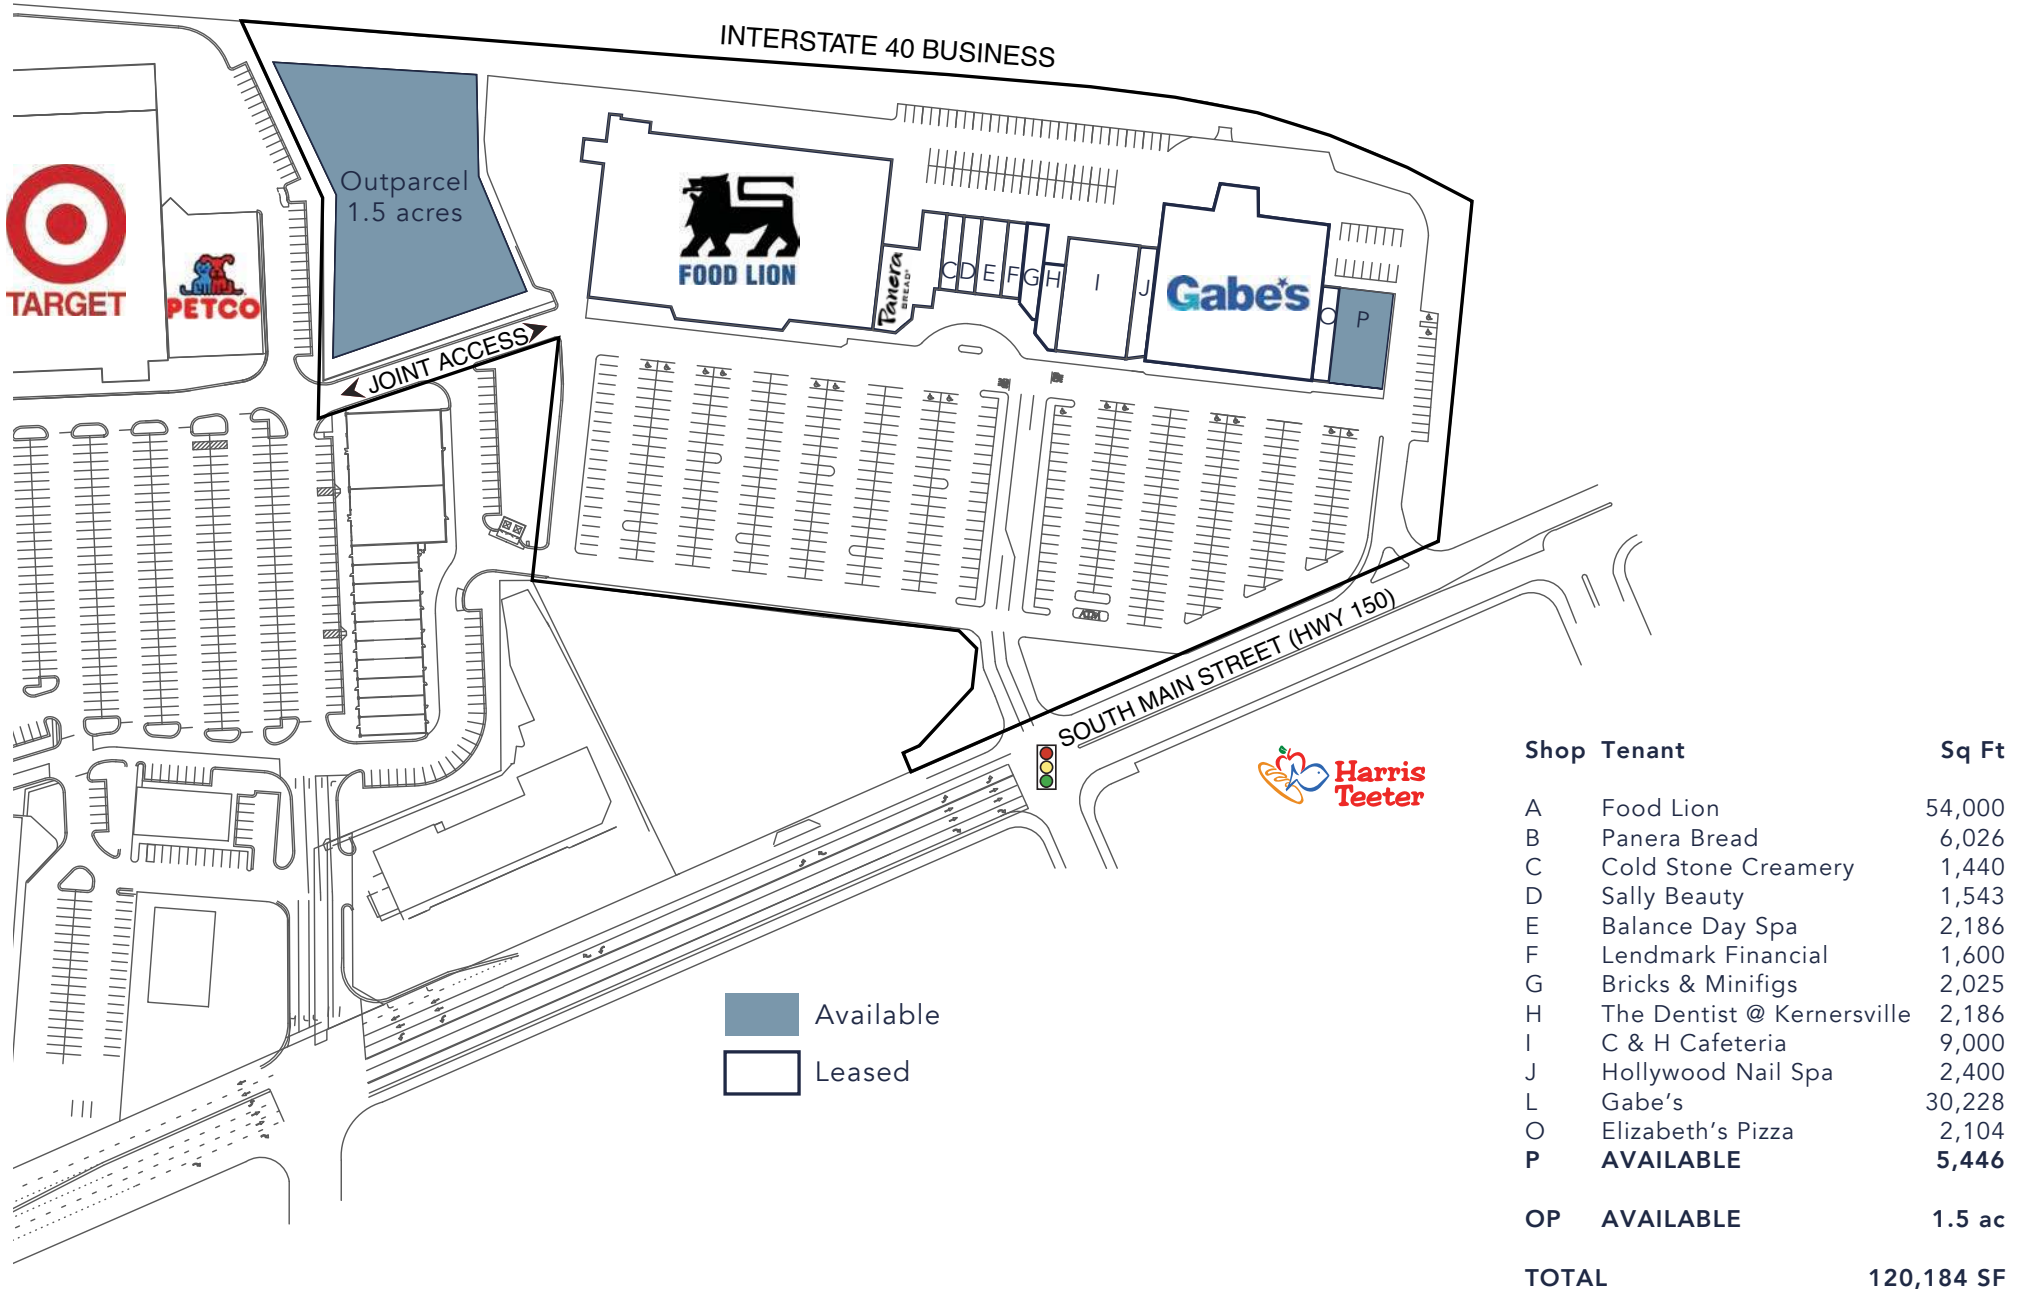 INTERSTATE 40 BUSINESS
Outparcel
1.5 acres
TARGET
PETCO
FOOD LION
Panera
BREAD
C D E F G H I J
Gabe's
O P
JOINT ACCESS
ATM
SOUTH MAIN STREET (HWY 150)
Harris
Teeter
Available
Leased
Shop Tenant Sq Ft
A Food Lion 54,000
B Panera Bread 6,026
C Cold Stone Creamery 1,440
D Sally Beauty 1,543
E Balance Day Spa 2,186
F Lendmark Financial 1,600
G Bricks & Minifigs 2,025
H The Dentist @ Kernersville 2,186
I C & H Cafeteria 9,000
J Hollywood Nail Spa 2,400
L Gabe's 30,228
O Elizabeth's Pizza 2,104
P AVAILABLE 5,446
OP AVAILABLE 1.5 ac
TOTAL 120,184 SF